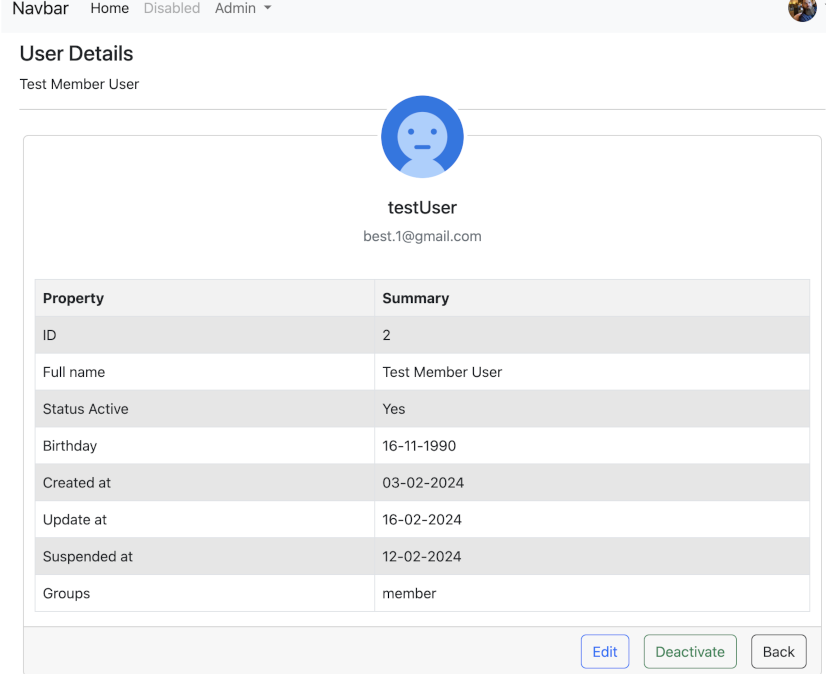 Navbar Home Disabled Admin
User Details
Test Member User
testUser
best.1@gmail.com
Property Summary
ID 2
Full name Test Member User
Status Active Yes
Birthday 16-11-1990
Created at 03-02-2024
Update at 16-02-2024
Suspended at 12-02-2024
Groups member
Edit Deactivate Back